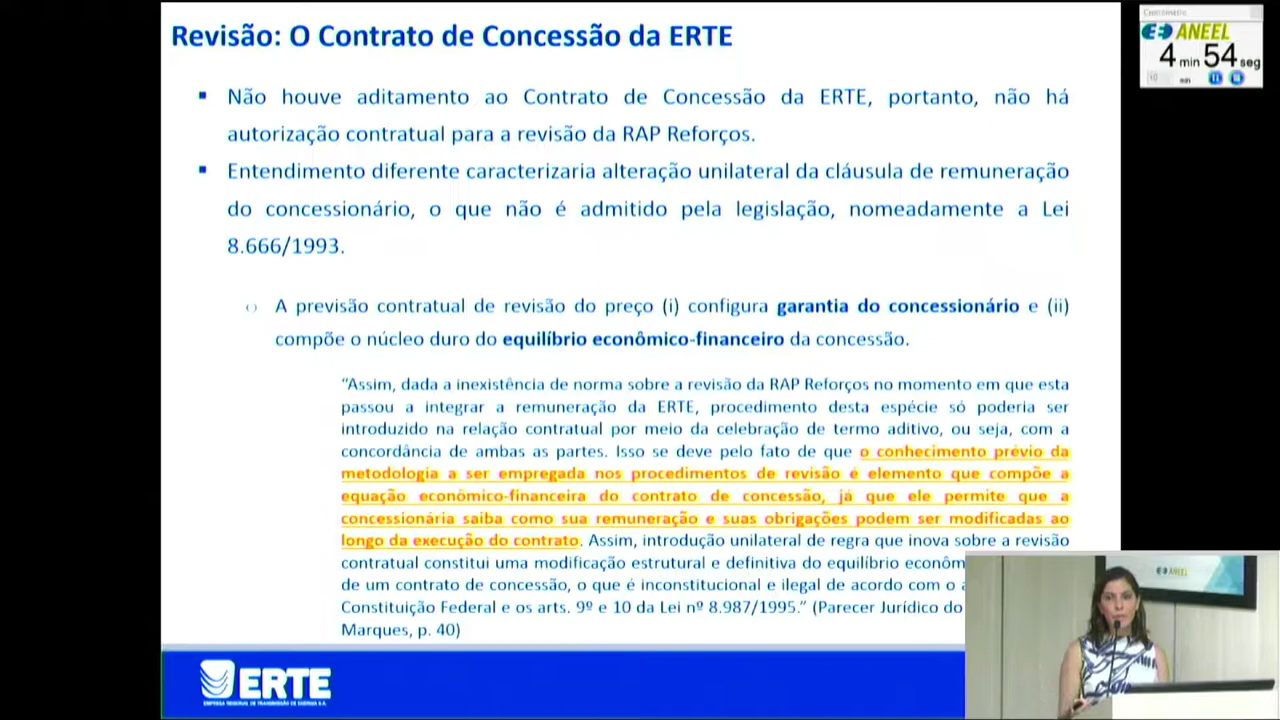 Revisão: O Contrato de Concessão da ERTE
Cronômetro
ANEEL
4 min 54 seg
10 min
▪ Não houve aditamento ao Contrato de Concessão da ERTE, portanto, não há
autorização contratual para a revisão da RAP Reforços.
▪ Entendimento diferente caracterizaria alteração unilateral da cláusula de remuneração
do concessionário, o que não é admitido pela legislação, nomeadamente a Lei
8.666/1993.
A previsão contratual de revisão do preço (i) configura garantia do concessionário e (ii)
compõe o núcleo duro do equilíbrio econômico-financeiro da concessão.
“Assim, dada a inexistência de norma sobre a revisão da RAP Reforços no momento em que esta
passou a integrar a remuneração da ERTE, procedimento desta espécie só poderia ser
introduzido na relação contratual por meio da celebração de termo aditivo, ou seja, com a
concordância de ambas as partes. Isso se deve pelo fato de que o conhecimento prévio da
metodologia a ser empregada nos procedimentos de revisão é elemento que compõe a
equação econômico-financeira do contrato de concessão, já que ele permite que a
concessionária saiba como sua remuneração e suas obrigações podem ser modificadas ao
longo da execução do contrato. Assim, introdução unilateral de regra que inova sobre a revisão
contratual constitui uma modificação estrutural e definitiva do equilíbrio econôm
de um contrato de concessão, o que é inconstitucional e ilegal de acordo com o a
Constituição Federal e os arts. 9º e 10 da Lei nº 8.987/1995.” (Parecer Jurídico do
Marques, p. 40)
ANEEL
ERTE
EMPRESA REGIONAL DE TRANSMISSÃO DE ENERGIA S.A.